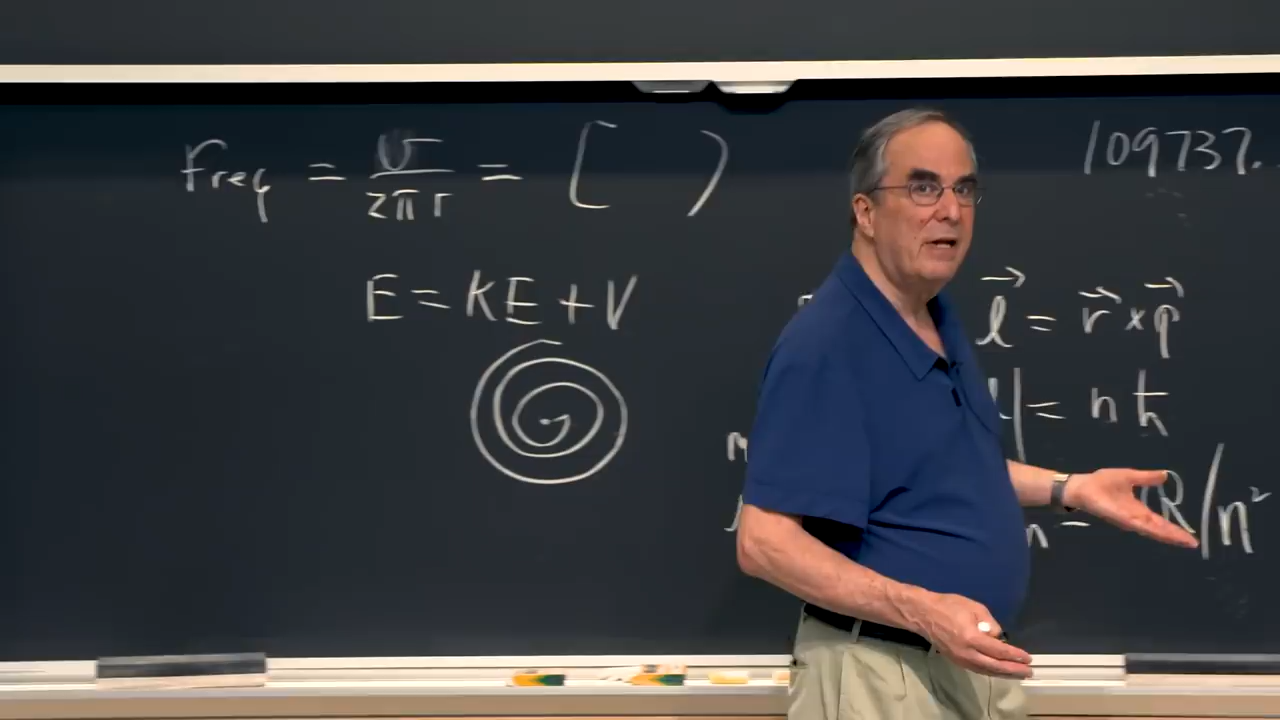 Freq = v/2πr = [ )
E = KE + V
109737.
l⃗ = r⃗ × p⃗
| = nħ
n = R/n²